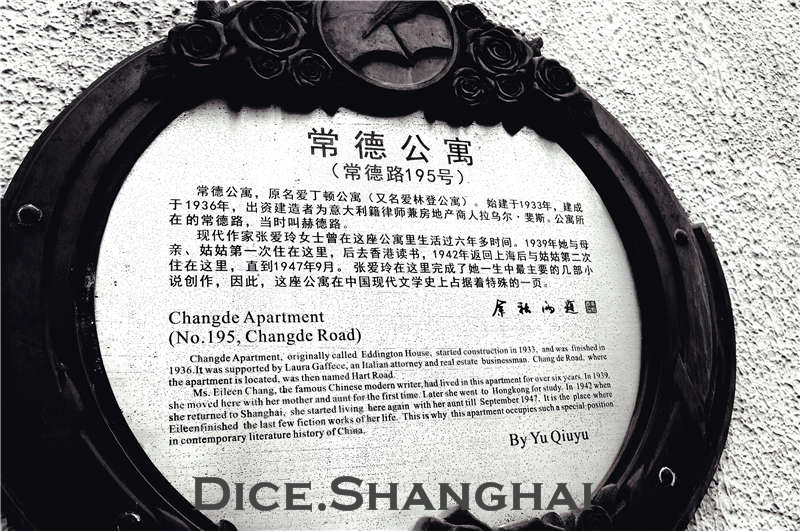 常德公寓
（常德路195号）
常德公寓，原名爱丁顿公寓（又名爱林登公寓）。始建于1933年，建成
于1936年，出资建造者为意大利籍律师兼房地产商人拉乌尔·斐斯。公寓所
在的常德路，当时叫赫德路。
现代作家张爱玲女士曾在这座公寓里生活过六年多时间。1939年她与母
亲、姑姑第一次住在这里，后去香港读书，1942年返回上海后与姑姑第二次
住在这里，直到1947年9月。 张爱玲在这里完成了她一生中最主要的几部小
说创作，因此，这座公寓在中国现代文学史上占据着特殊的一页。
余秋雨题
Changde Apartment
(No.195, Changde Road)
Changde Apartment, originally called Eddington House, started construction in 1933, and was finished in
1936.It was supported by Laura Gaffece, an Italian attorney and real estate businessman. Chang de Road, where
the apartment is located, was then named Hart Road.
Ms. Eileen Chang, the famous Chinese modern writer, had lived in this apartment for over six years. In 1939,
she moved here with her mother and aunt for the first time. Later she went to Hongkong for study. In 1942 when
she returned to Shanghai, she started living here again with her aunt till September 1947. It is the place where
Eileenfinished the last few fiction works of her life. This is why this apartment occupies such a special position
in contemporary literature history of China.
By Yu Qiuyu
DICE.SHANGHAI